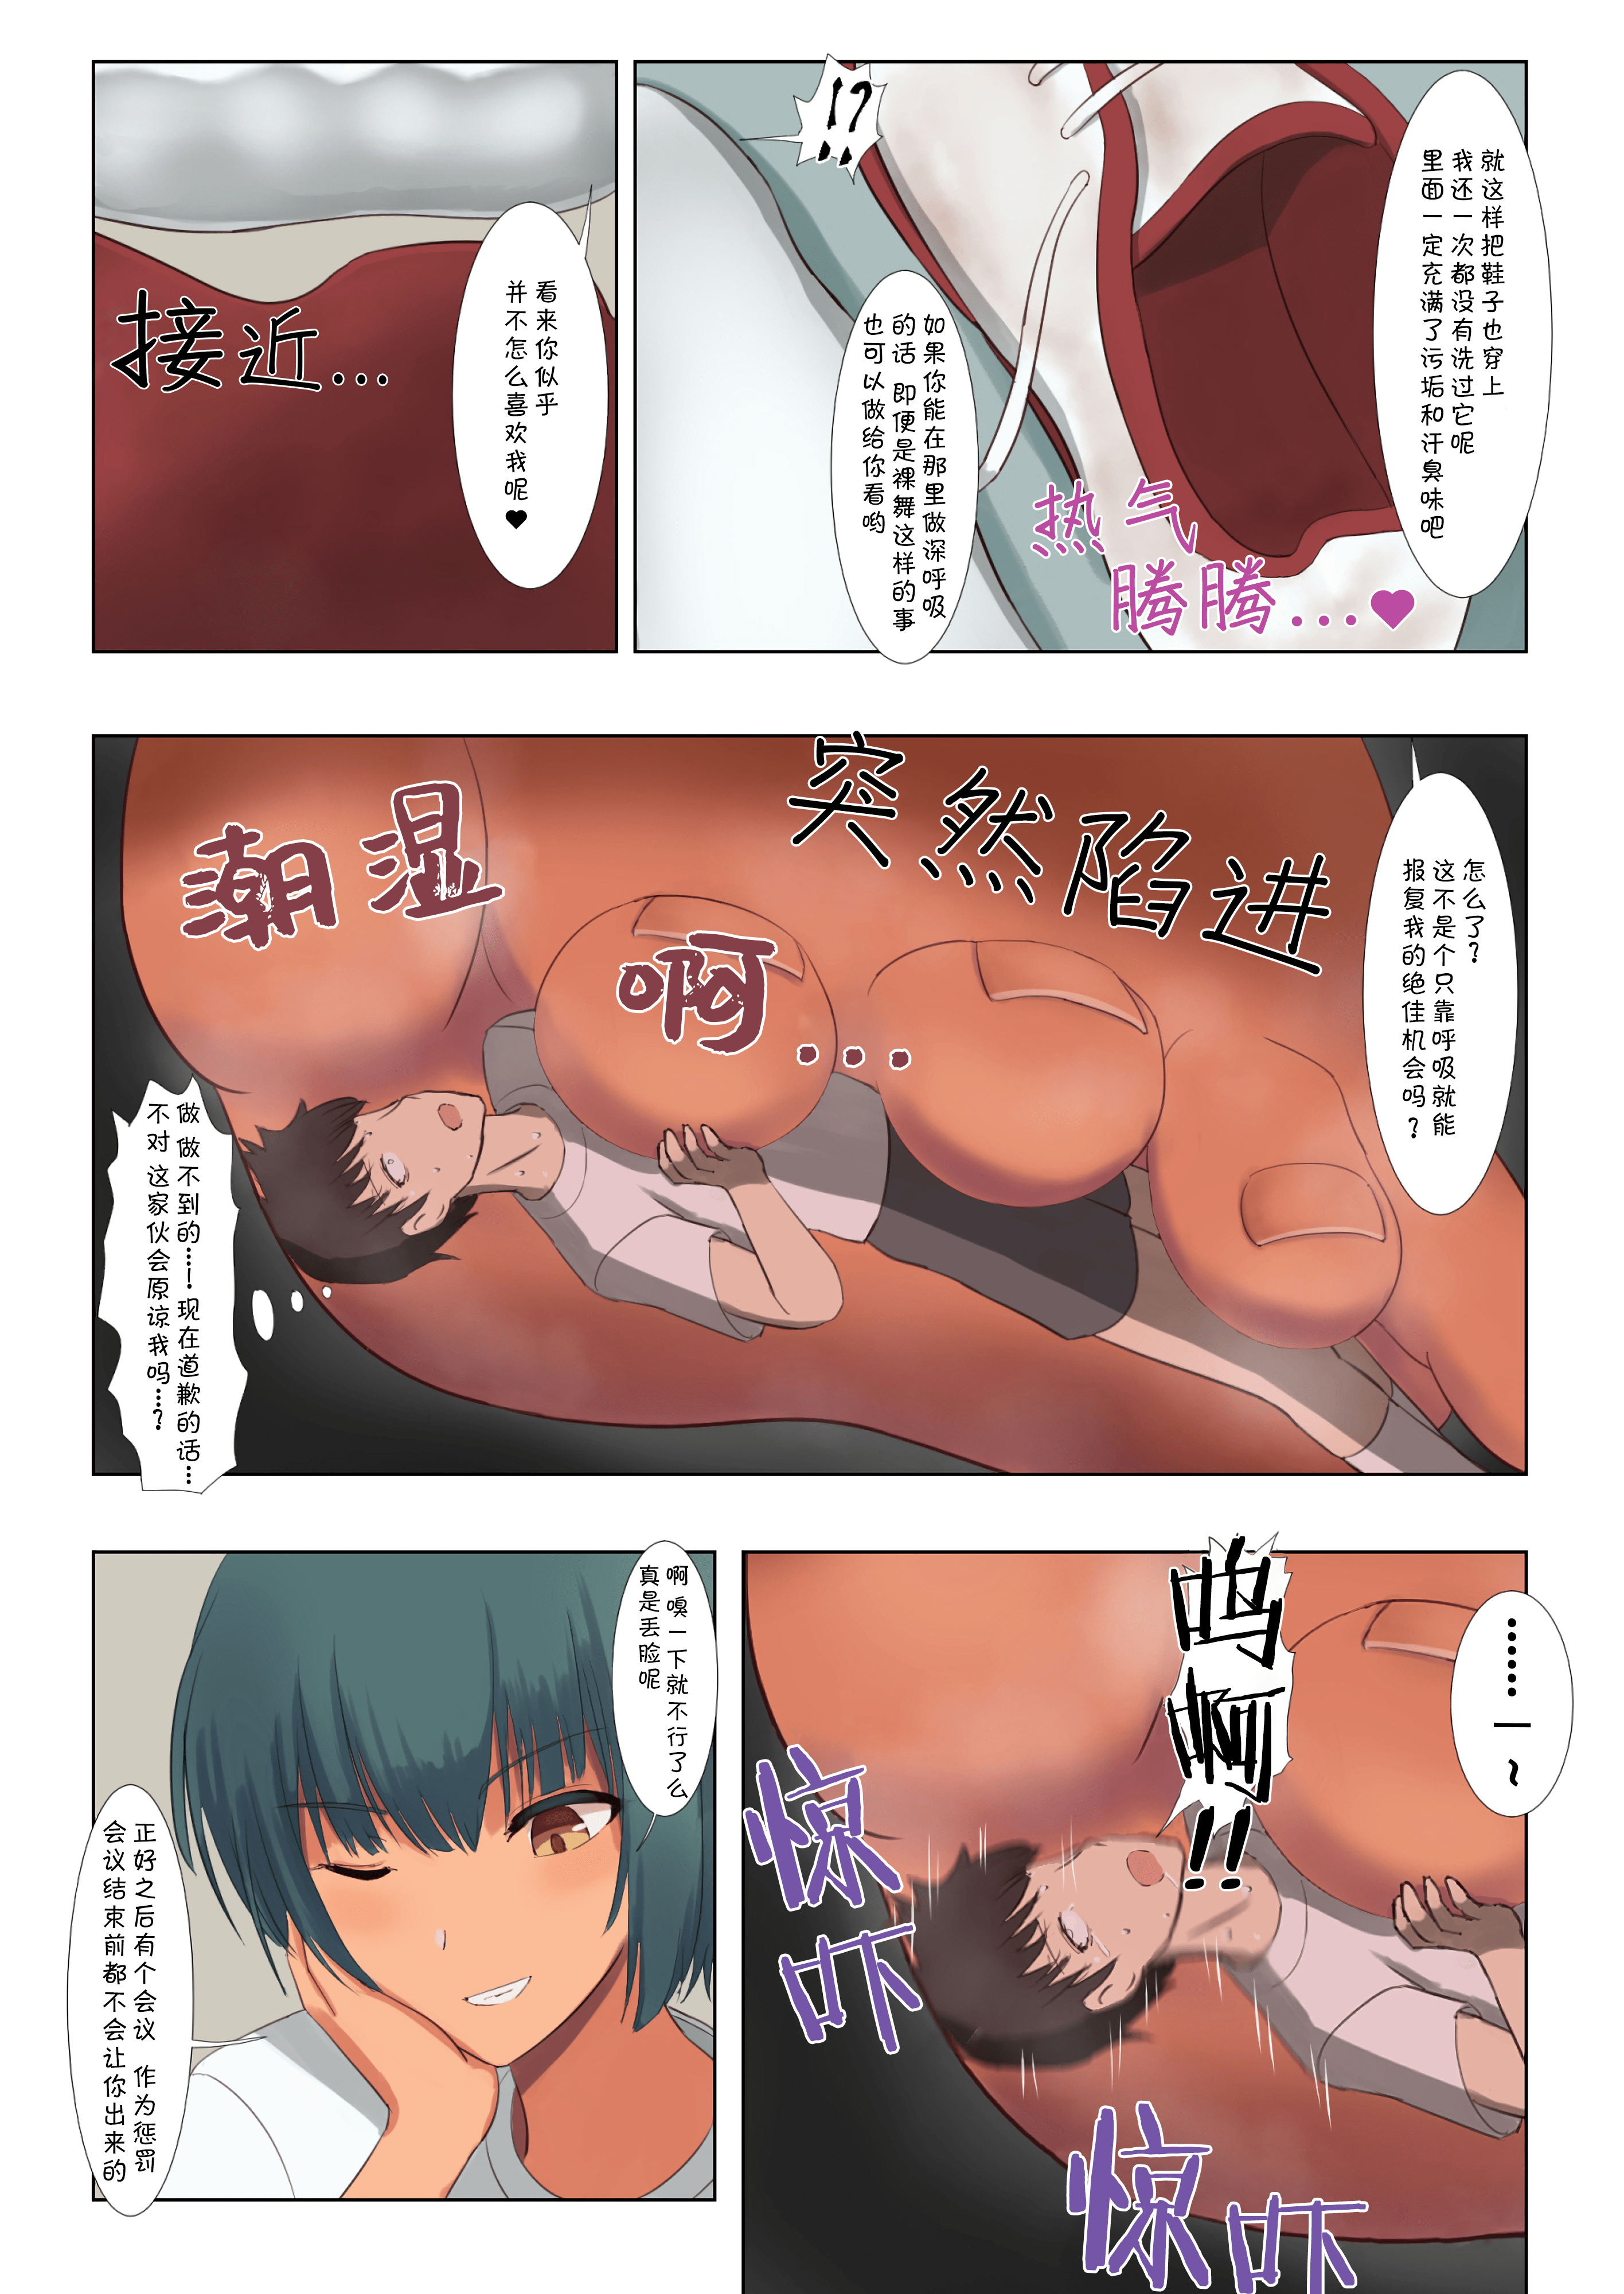 就这样把鞋子也穿上
我还一次都没有洗过它呢
里面一定充满了污垢和汗臭味吧
!?
如果你能在那里做深呼吸
的话 即便是裸舞这样的事
也可以做给你看哟
热气
腾腾…♥
看来你似乎
并不怎么喜欢我呢♥
接近…
怎么了?
这不是个只靠呼吸就能
报复我的绝佳机会吗?
突然陷进
潮湿
啊…
做 做不到的…! 现在道歉的话…
不对 这家伙会原谅我吗…?
……一~
呜啊!!
惊吓
惊吓
啊 嗅一下就不行了么
真是丢脸呢
正好之后有个会议 作为惩罚
会议结束前都不会让你出来的